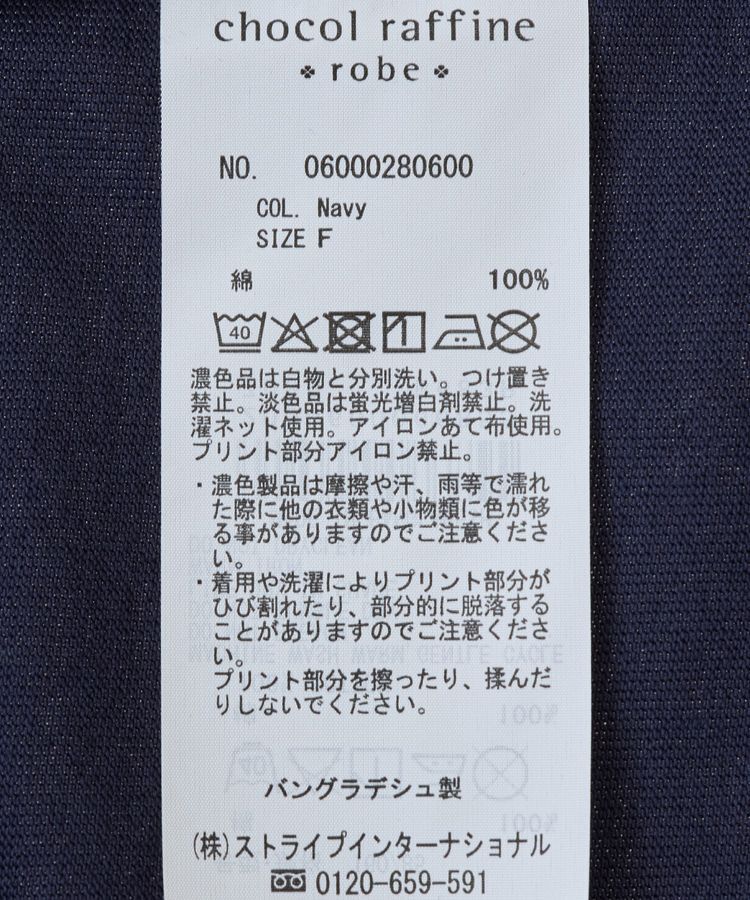 chocol raffine
robe
NO. 06000280600
COL. Navy
SIZE F
綿 100%
40
濃色品は白物と分別洗い。つけ置き
禁止。淡色品は蛍光増白剤禁止。洗
濯ネット使用。アイロンあて布使用。
プリント部分アイロン禁止。
・濃色製品は摩擦や汗、雨等で濡れ
た際に他の衣類や小物類に色が移
る事がありますのでご注意くださ
い。
・着用や洗濯によりプリント部分が
ひび割れたり、部分的に脱落する
ことがありますのでご注意くださ
い。
プリント部分を擦ったり、揉んだ
りしないでください。
バングラデシュ製
(株)ストライプインターナショナル
0120-659-591